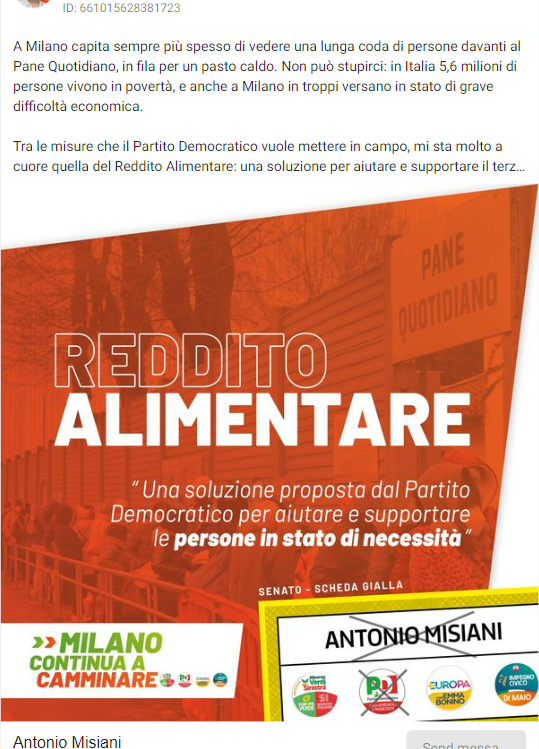 ID: 661015628381723
A Milano capita sempre più spesso di vedere una lunga coda di persone davanti al
Pane Quotidiano, in fila per un pasto caldo. Non può stupirci: in Italia 5,6 milioni di
persone vivono in povertà, e anche a Milano in troppi versano in stato di grave
difficoltà economica.
Tra le misure che il Partito Democratico vuole mettere in campo, mi sta molto a
cuore quella del Reddito Alimentare: una soluzione per aiutare e supportare il terz...
PANE
QUOTIDIANO
REDDITO
ALIMENTARE
“ Una soluzione proposta dal Partito
Democratico per aiutare e supportare
le persone in stato di necessità ”
SENATO - SCHEDA GIALLA
ANTONIO MISIANI
»MILANO
CONTINUA A
CAMMINARE
Alleanza
Verdi
Sinistra
PD
EUROPA
EMMA
BONINO
IMPEGNO
CIVICO
DI MAIO
Antonio Misiani
Send messa